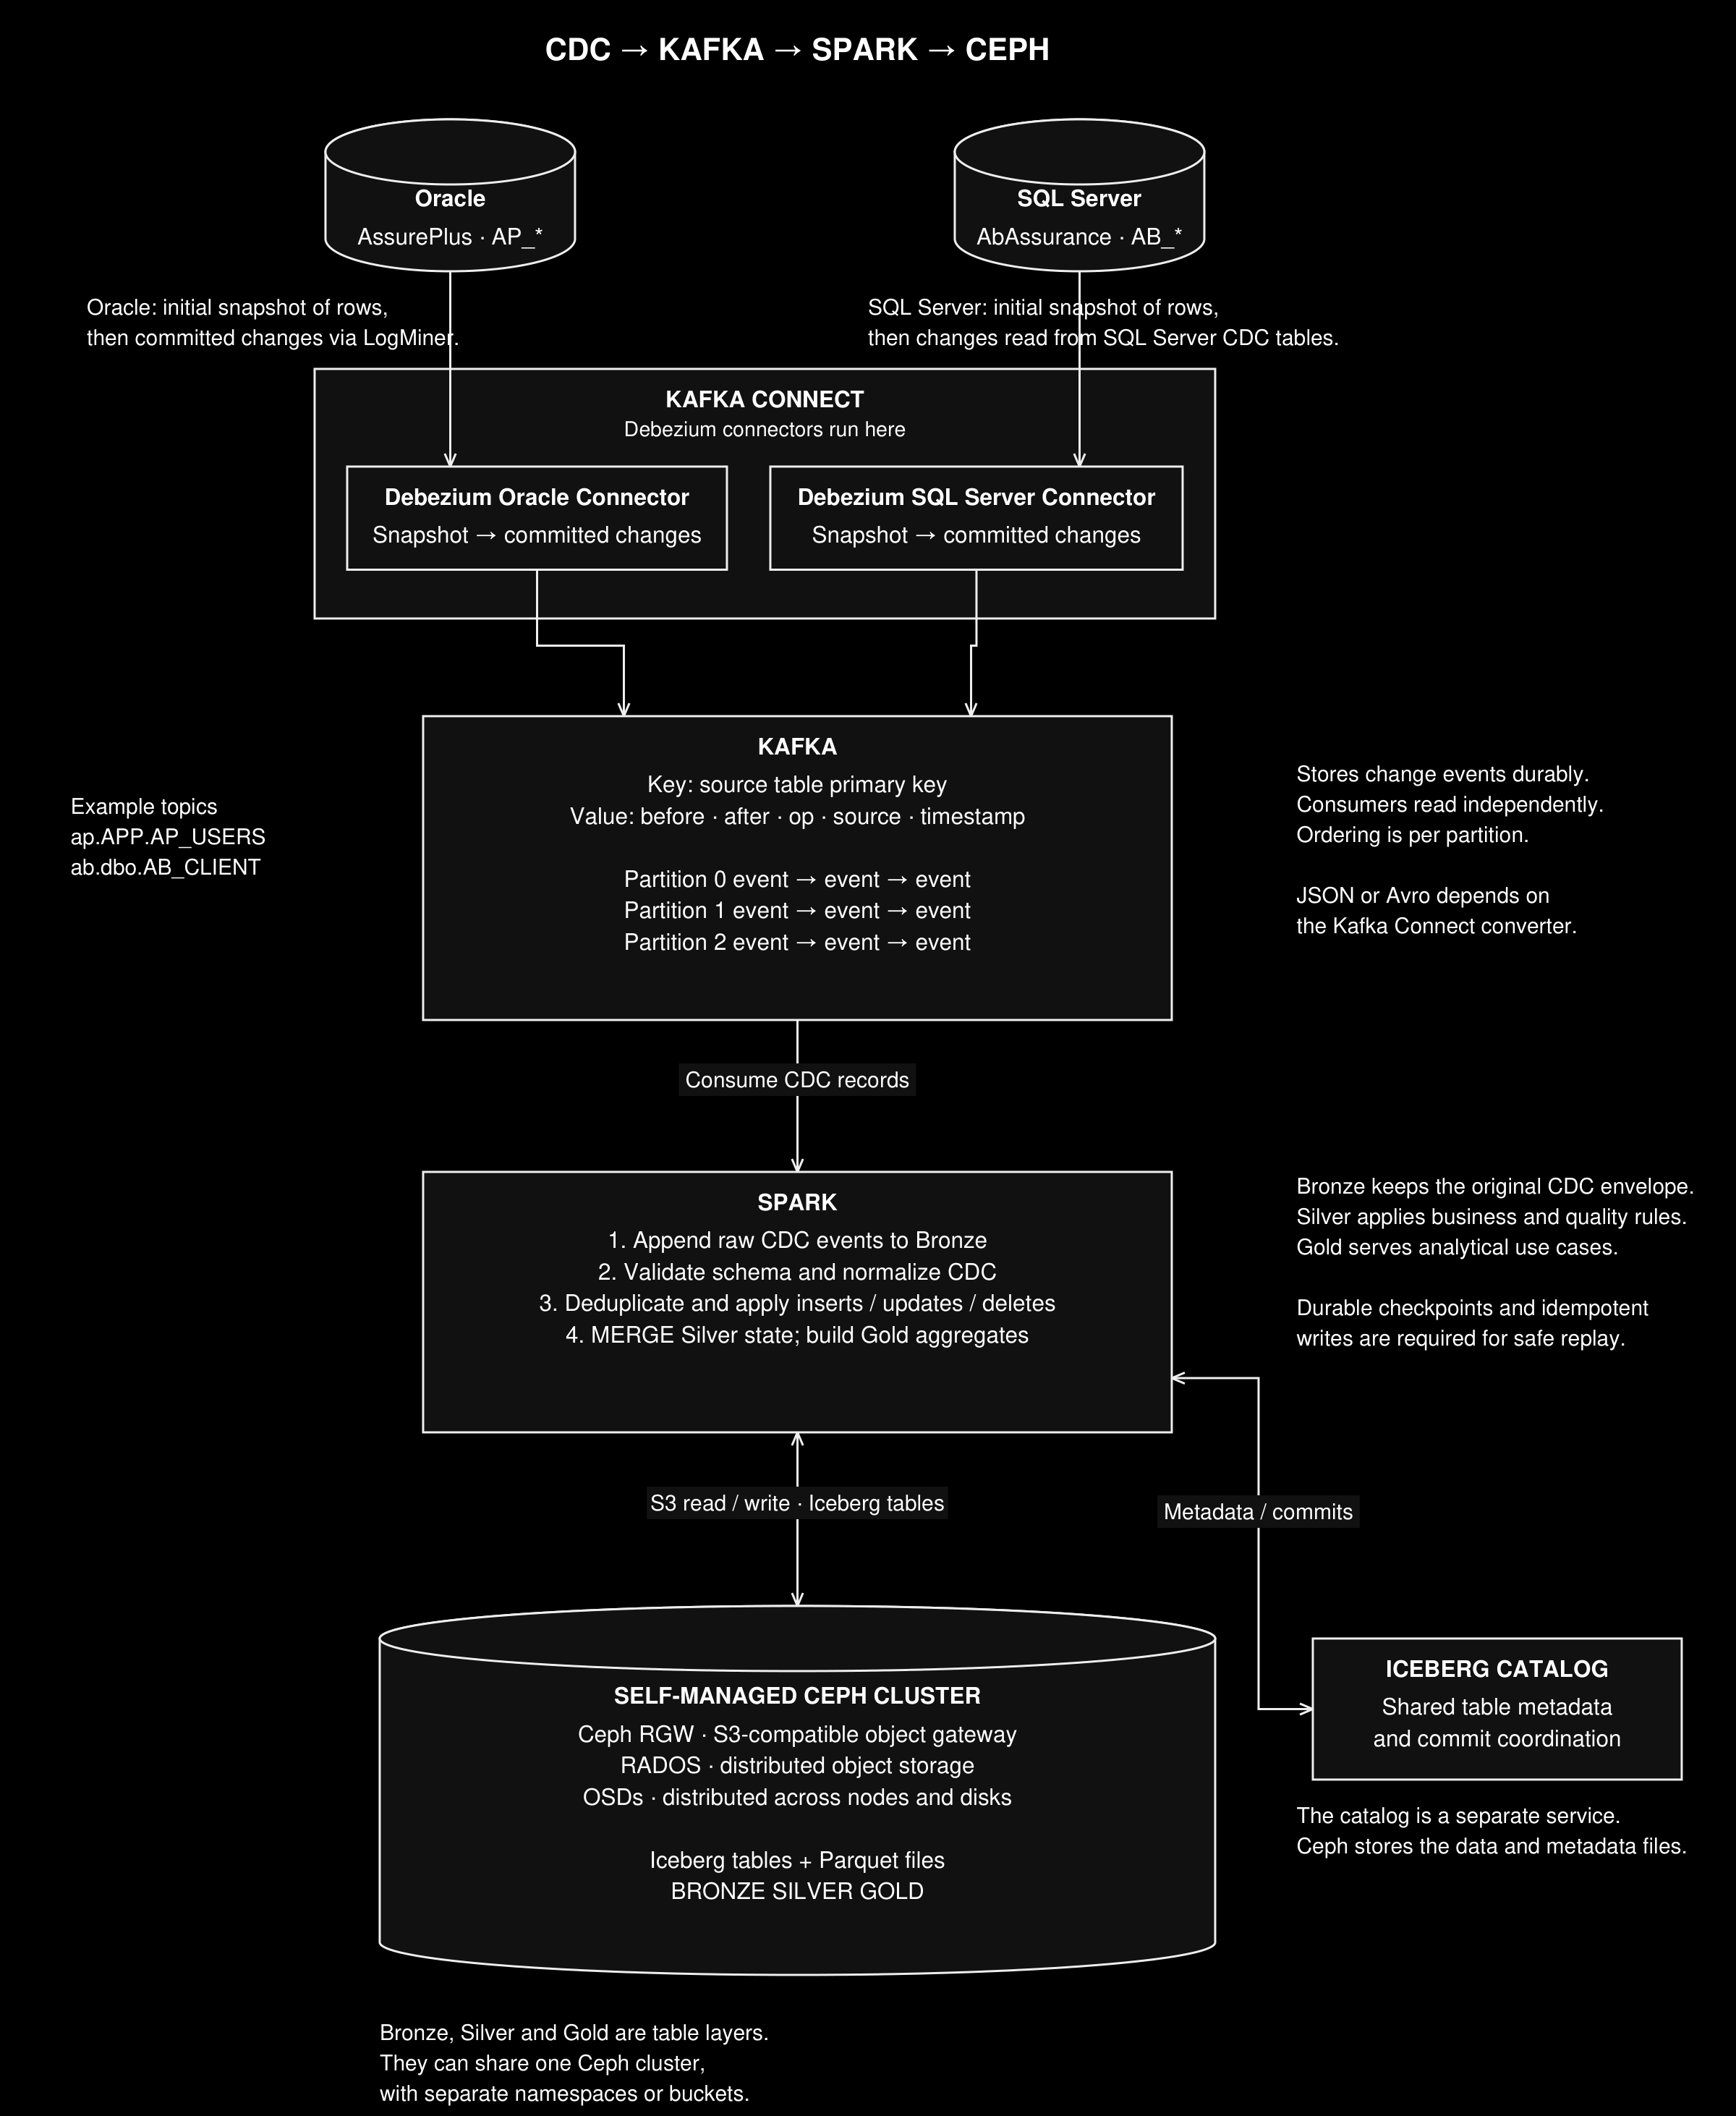 CDC → KAFKA → SPARK → CEPH
Oracle
AssurePlus · AP_*
SQL Server
AbAssurance · AB_*
Oracle: initial snapshot of rows,
then committed changes via LogMiner.
SQL Server: initial snapshot of rows,
then changes read from SQL Server CDC tables.
KAFKA CONNECT
Debezium connectors run here
Debezium Oracle Connector
Snapshot → committed changes
Debezium SQL Server Connector
Snapshot → committed changes
KAFKA
Key: source table primary key
Value: before · after · op · source · timestamp
Partition 0 event → event → event
Partition 1 event → event → event
Partition 2 event → event → event
Example topics
ap.APP.AP_USERS
ab.dbo.AB_CLIENT
Stores change events durably.
Consumers read independently.
Ordering is per partition.
JSON or Avro depends on
the Kafka Connect converter.
Consume CDC records
SPARK
1. Append raw CDC events to Bronze
2. Validate schema and normalize CDC
3. Deduplicate and apply inserts / updates / deletes
4. MERGE Silver state; build Gold aggregates
Bronze keeps the original CDC envelope.
Silver applies business and quality rules.
Gold serves analytical use cases.
Durable checkpoints and idempotent
writes are required for safe replay.
S3 read / write · Iceberg tables
Metadata / commits
SELF-MANAGED CEPH CLUSTER
Ceph RGW · S3-compatible object gateway
RADOS · distributed object storage
OSDs · distributed across nodes and disks
Iceberg tables + Parquet files
BRONZE SILVER GOLD
ICEBERG CATALOG
Shared table metadata
and commit coordination
The catalog is a separate service.
Ceph stores the data and metadata files.
Bronze, Silver and Gold are table layers.
They can share one Ceph cluster,
with separate namespaces or buckets.